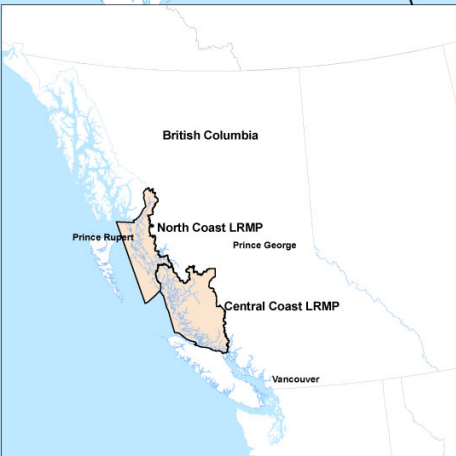 British Columbia
North Coast LRMP
Prince Rupert
Prince George
Central Coast LRMP
Vancouver